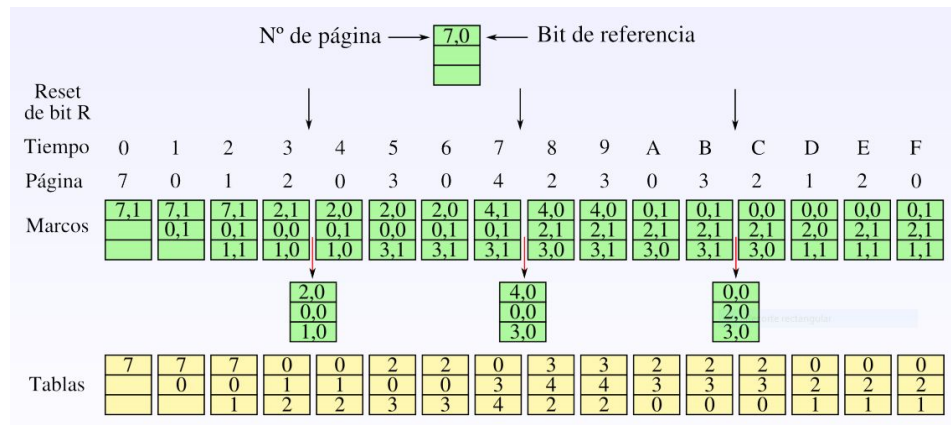 Nº de página 7,0 Bit de referencia
Reset
de bit R
Tiempo 0 1 2 3 4 5 6 7 8 9 A B C D E F
Página 7 0 1 2 0 3 0 4 2 3 0 3 2 1 2 0
7,1 7,1 7,1 2,1 2,0 2,0 2,0 4,1 4,0 4,0 0,1 0,1 0,0 0,0 0,0 0,1
Marcos 0,1 0,1 0,0 0,1 0,0 0,1 0,1 2,1 2,1 2,1 2,1 2,1 2,0 2,1 2,1
1,1 1,0 1,0 3,1 3,1 3,1 3,0 3,1 3,0 3,1 3,0 1,1 1,1 1,1
2,0 4,0 0,0
0,0 0,0 2,0
1,0 3,0 3,0
7 7 7 0 0 2 2 0 3 3 2 2 2 0 0 0
Tablas 0 0 1 1 0 0 3 4 4 3 3 3 2 2 2
1 2 2 3 3 4 2 2 0 0 0 1 1 1